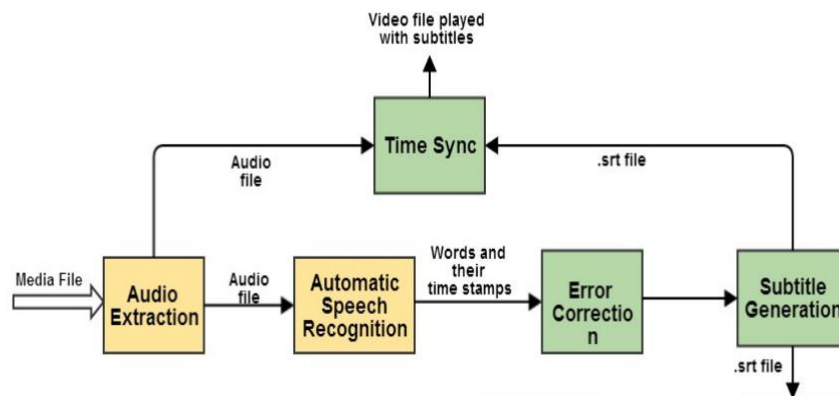 Video file played
with subtitles
Time Sync
Audio
file
.srt file
Media File
Audio
Extraction
Audio
file
Automatic
Speech
Recognition
Words and
their
time stamps
Error
Correctio
n
Subtitle
Generation
.srt file